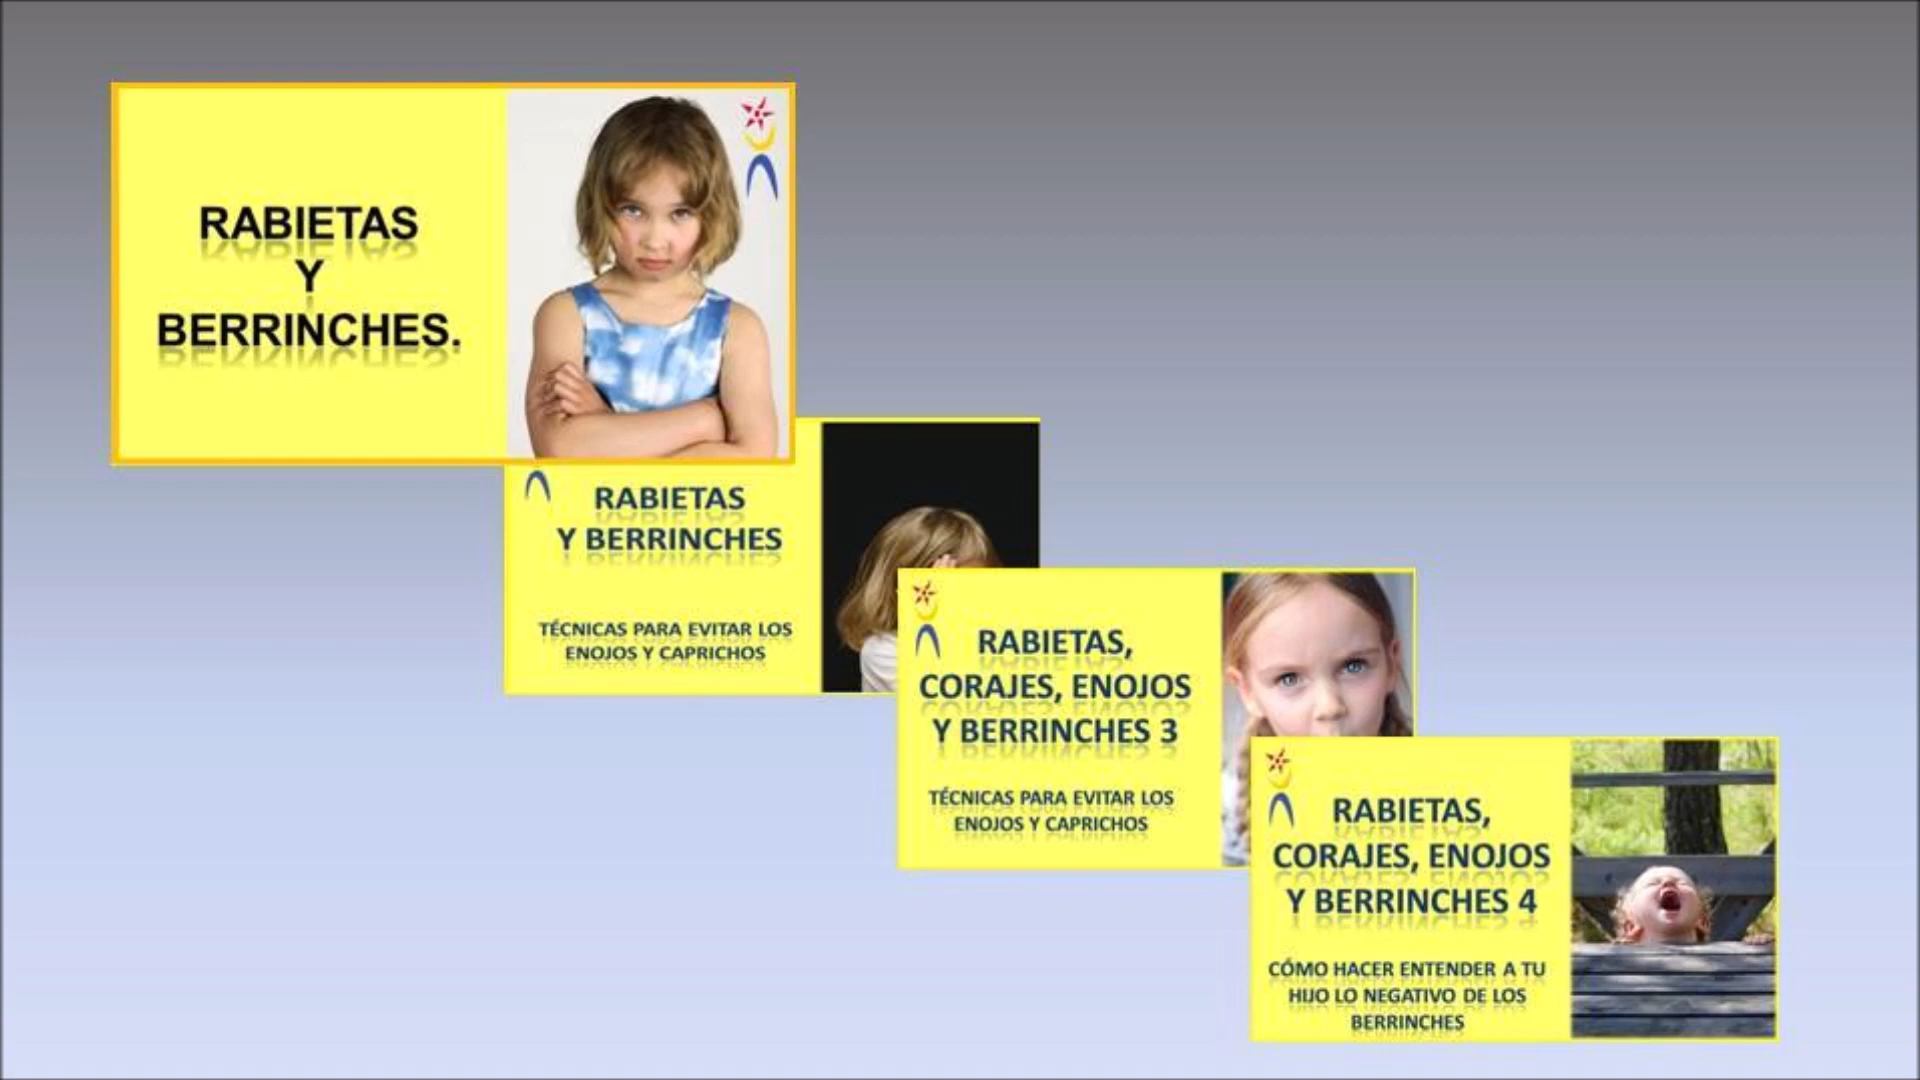 RABIETAS
Y
BERRINCHES.
RABIETAS
Y BERRINCHES
TÉCNICAS PARA EVITAR LOS
ENOJOS Y CAPRICHOS
RABIETAS,
CORAJES, ENOJOS
Y BERRINCHES 3
TÉCNICAS PARA EVITAR LOS
ENOJOS Y CAPRICHOS
RABIETAS,
CORAJES, ENOJOS
Y BERRINCHES 4
CÓMO HACER ENTENDER A TU
HIJO LO NEGATIVO DE LOS
BERRINCHES